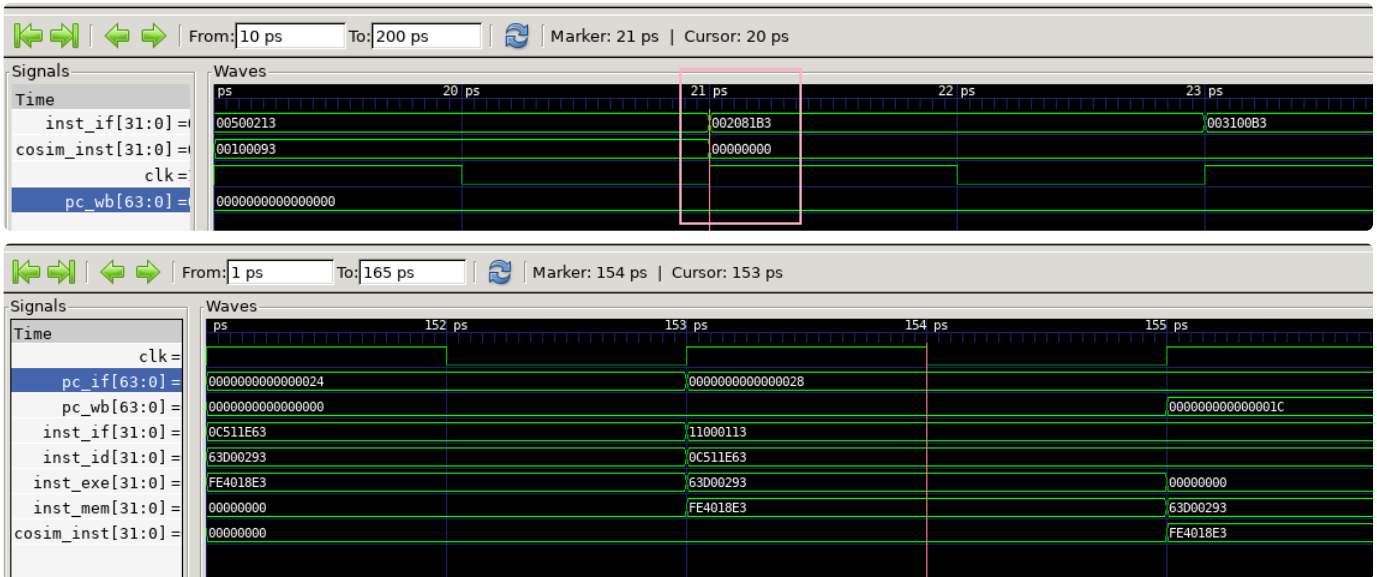 From: 10 ps To: 200 ps Marker: 21 ps | Cursor: 20 ps
Signals Waves
Time ps 20 ps 21 ps 22 ps 23 ps
inst_if[31:0] = 00500213 002081B3 003100B3
cosim_inst[31:0] = 00100093 00000000
clk =
pc_wb[63:0] = 0000000000000000
From: 1 ps To: 165 ps Marker: 154 ps | Cursor: 153 ps
Signals Waves
Time ps 152 ps 153 ps 154 ps 155 ps
clk =
pc_if[63:0] = 0000000000000024 0000000000000028
pc_wb[63:0] = 0000000000000000 000000000000001C
inst_if[31:0] = 0C511E63 11000113
inst_id[31:0] = 63D00293 0C511E63
inst_exe[31:0] = FE4018E3 63D00293 00000000
inst_mem[31:0] = 00000000 FE4018E3 63D00293
cosim_inst[31:0] = 00000000 FE4018E3